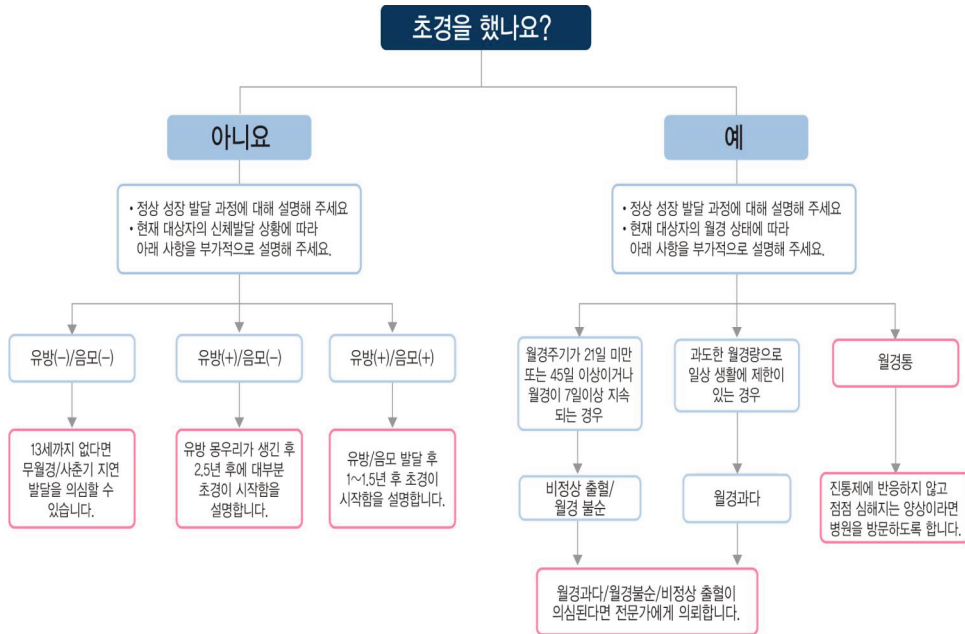 초경을 했나요?
아니요
• 정상 성장 발달 과정에 대해 설명해 주세요
• 현재 대상자의 신체발달 상황에 따라
아래 사항을 부가적으로 설명해 주세요.
유방(–)/음모(–)
유방(+)/음모(–)
유방(+)/음모(+)
13세까지 없다면
무월경/사춘기 지연
발달을 의심할 수
있습니다.
유방 몽우리가 생긴 후
2.5년 후에 대부분
초경이 시작함을
설명합니다.
유방/음모 발달 후
1~1.5년 후 초경이
시작함을 설명합니다.
예
• 정상 성장 발달 과정에 대해 설명해 주세요
• 현재 대상자의 월경 상태에 따라
아래 사항을 부가적으로 설명해 주세요.
월경주기가 21일 미만
또는 45일 이상이거나
월경이 7일이상 지속
되는 경우
과도한 월경량으로
일상 생활에 제한이
있는 경우
월경통
비정상 출혈/
월경 불순
월경과다
진통제에 반응하지 않고
점점 심해지는 양상이라면
병원을 방문하도록 합니다.
월경과다/월경불순/비정상 출혈이
의심된다면 전문가에게 의뢰합니다.